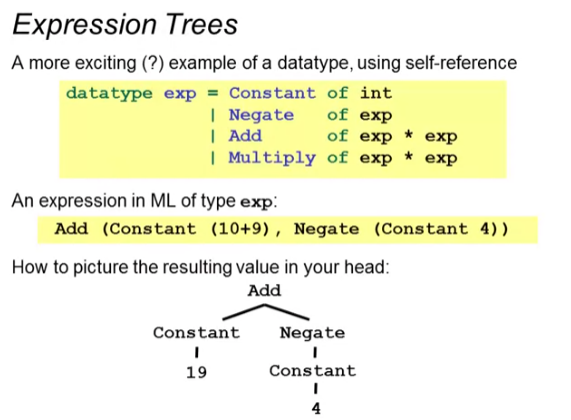 Expression Trees
A more exciting (?) example of a datatype, using self-reference
datatype exp = Constant of int
| Negate of exp
| Add of exp * exp
| Multiply of exp * exp
An expression in ML of type exp:
Add (Constant (10+9), Negate (Constant 4))
How to picture the resulting value in your head:
Add
Constant Negate
19 Constant
4